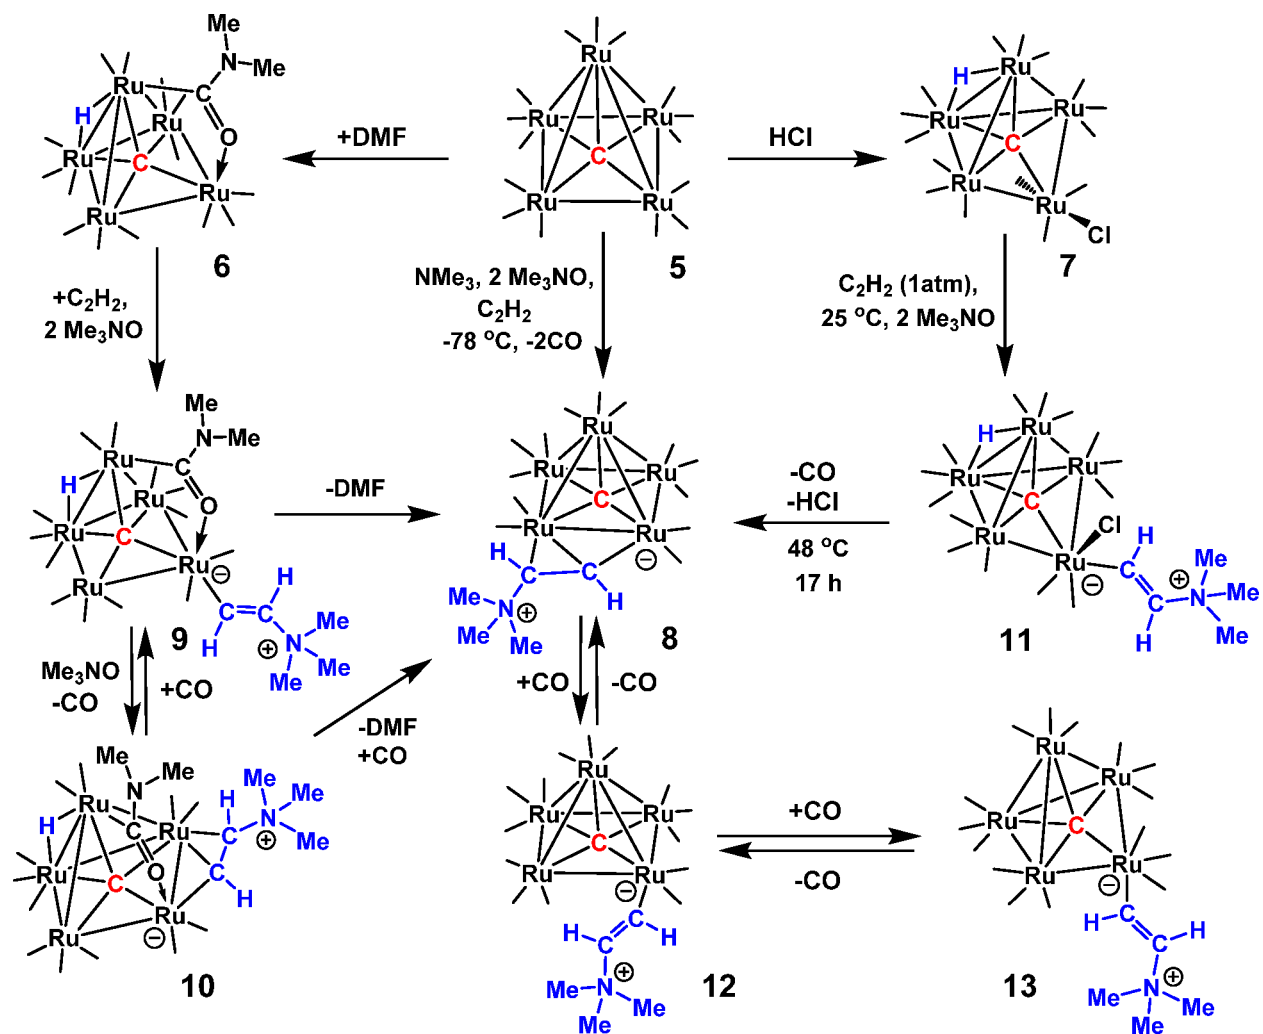 Me
N
Me
Ru
C
H
O
Ru
Ru
C
Ru
Ru
6
+DMF
Ru
Ru
Ru
C
Ru
Ru
5
HCl
H
Ru
Ru
Ru
C
Ru
Ru
Cl
7
+C2H2,
2 Me3NO
NMe3, 2 Me3NO,
C2H2
-78 °C, -2CO
C2H2 (1atm),
25 °C, 2 Me3NO
Me
N
Me
Ru
C
H
Ru
O
Ru
C
Ru
Ru
⊖
H
C
C
H
N
⊕
Me
Me
Me
9
-DMF
Ru
Ru
Ru
C
Ru
Ru
⊖
H
C
C
H
Me
N
⊕
Me
Me
8
-CO
-HCl
48 °C
17 h
H
Ru
Ru
Ru
C
Ru
Cl
Ru
⊖
H
C
C
H
N
⊕
Me
Me
Me
11
Me3NO
-CO
+CO
-DMF
+CO
+CO
-CO
Me
N
Me
Ru
H
C
Ru
O
Ru
C
Ru
Ru
⊖
H
C
C
H
Me
N
Me
Me
⊕
10
Ru
Ru
Ru
C
Ru
Ru
⊖
H
C
C
H
N
⊕
Me
Me
Me
12
+CO
-CO
Ru
Ru
Ru
C
Ru
Ru
⊖
H
C
C
H
N
⊕
Me
Me
Me
13